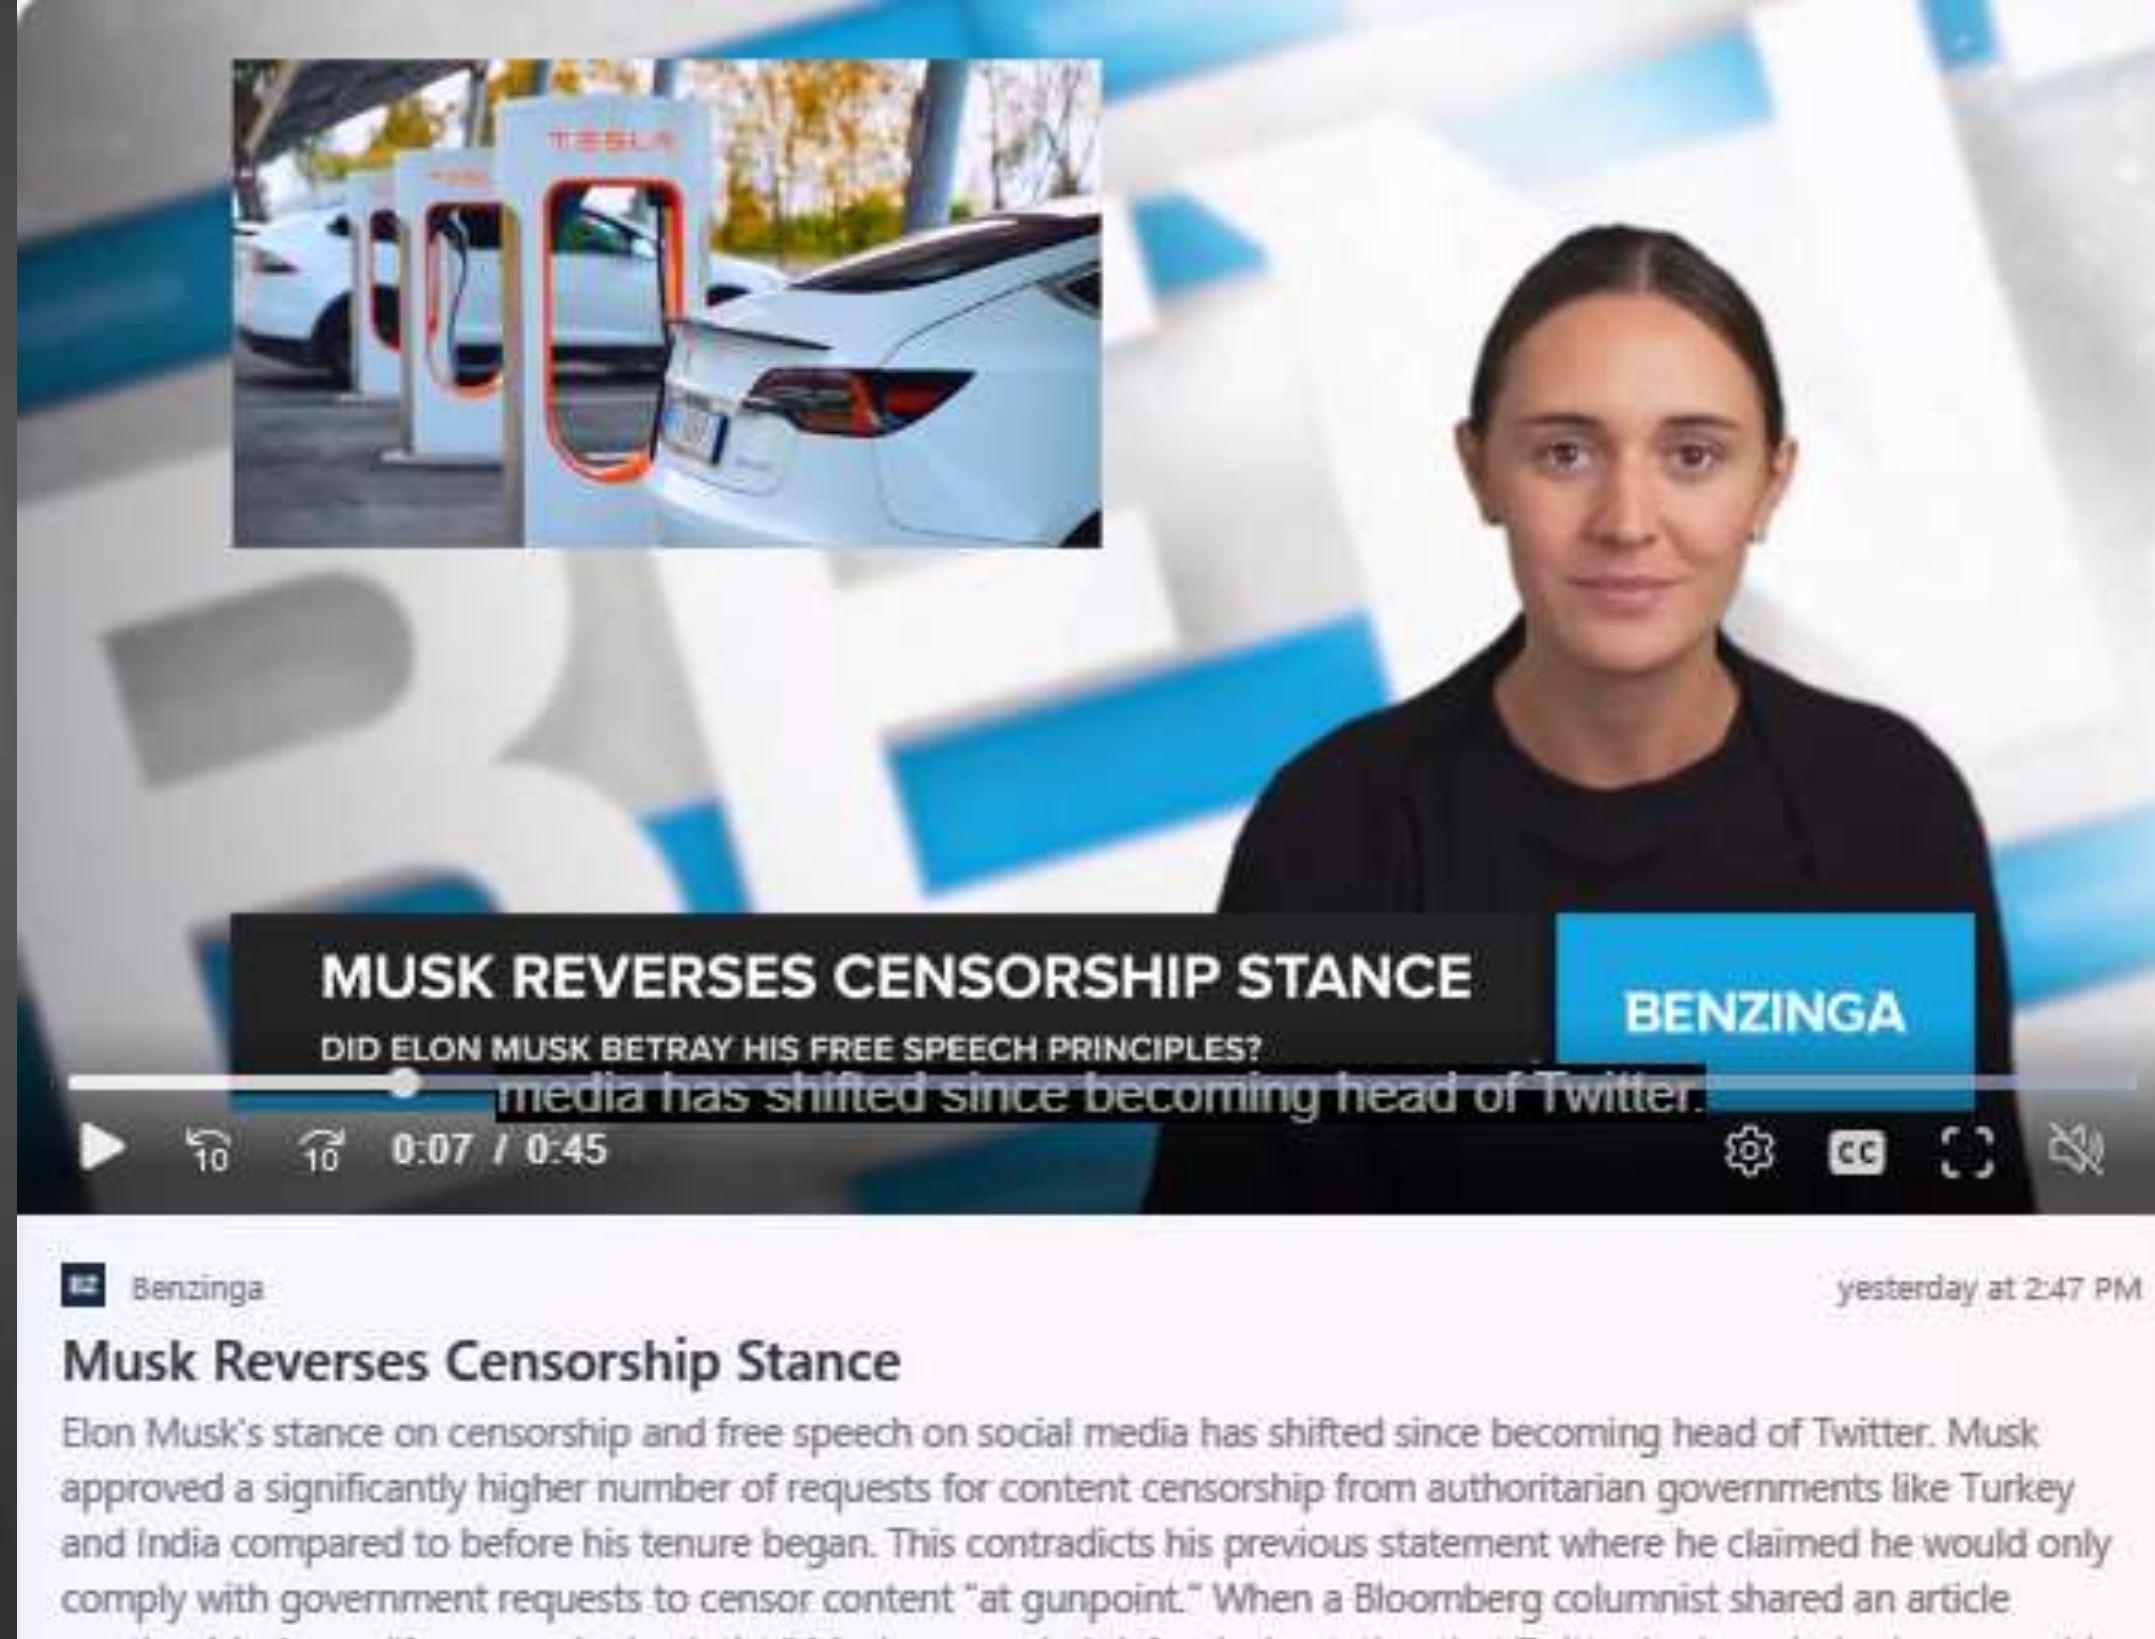 TESLA
MUSK REVERSES CENSORSHIP STANCE
BENZINGA
DID ELON MUSK BETRAY HIS FREE SPEECH PRINCIPLES?
media has shifted since becoming head of Twitter.
10
10
0:07 / 0:45
CC
BZ
Benzinga
yesterday at 2:47 PM
Musk Reverses Censorship Stance
Elon Musk's stance on censorship and free speech on social media has shifted since becoming head of Twitter. Musk
approved a significantly higher number of requests for content censorship from authoritarian governments like Turkey
and India compared to before his tenure began. This contradicts his previous statement where he claimed he would only
comply with government requests to censor content "at gunpoint." When a Bloomberg columnist shared an article